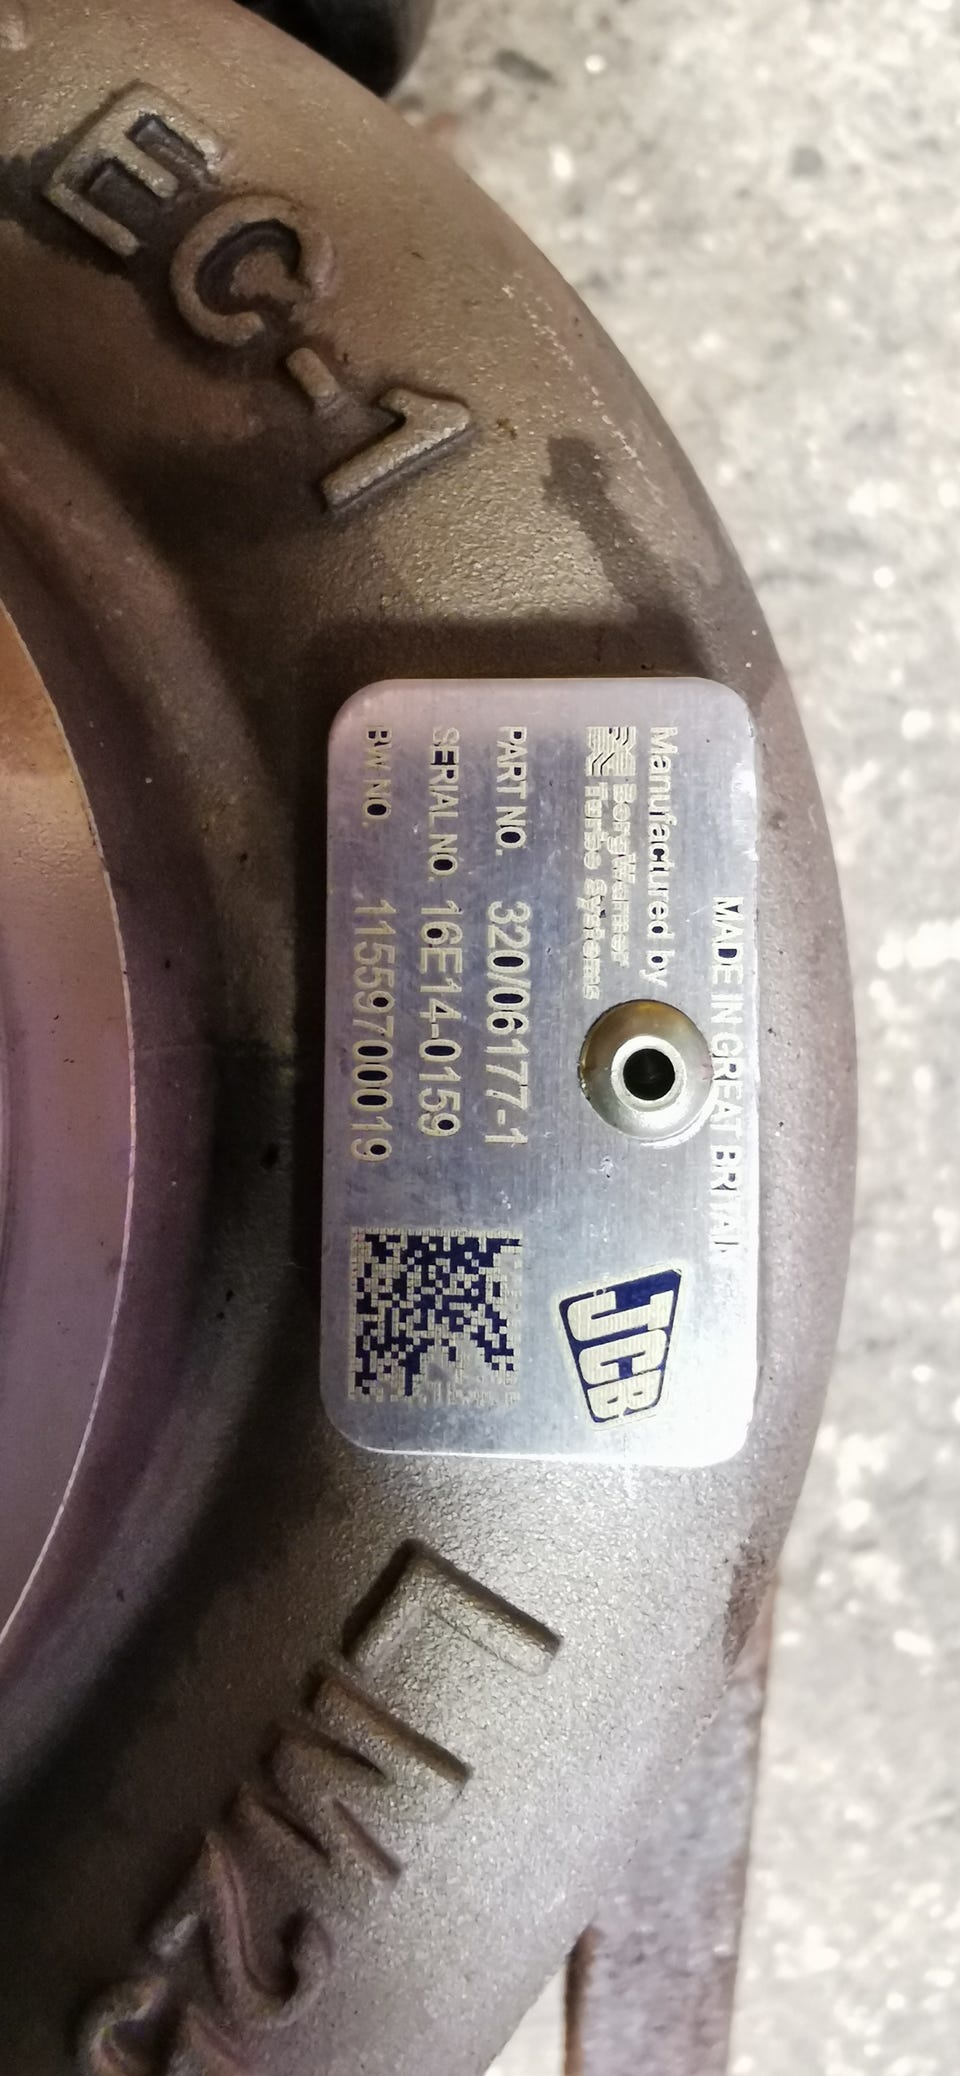 EC-1
MADE IN GREAT BRITAIN
Manufactured by
BorgWarner
Turbo Systems
PART NO. 320/06177-1
SERIAL NO. 16E14-0159
BW NO. 11559700019
JCB